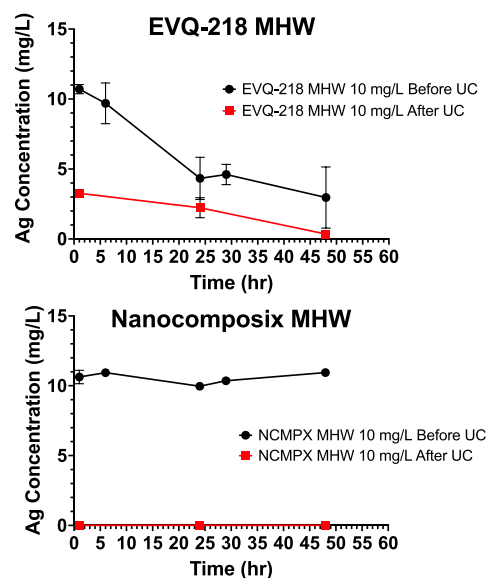 EVQ-218 MHW
Ag Concentration (mg/L)
15
10
5
0
EVQ-218 MHW 10 mg/L Before UC
EVQ-218 MHW 10 mg/L After UC
0 5 10 15 20 25 30 35 40 45 50 55 60
Time (hr)
Nanocomposix MHW
Ag Concentration (mg/L)
15
10
5
0
NCMPX MHW 10 mg/L Before UC
NCMPX MHW 10 mg/L After UC
0 5 10 15 20 25 30 35 40 45 50 55 60
Time (hr)